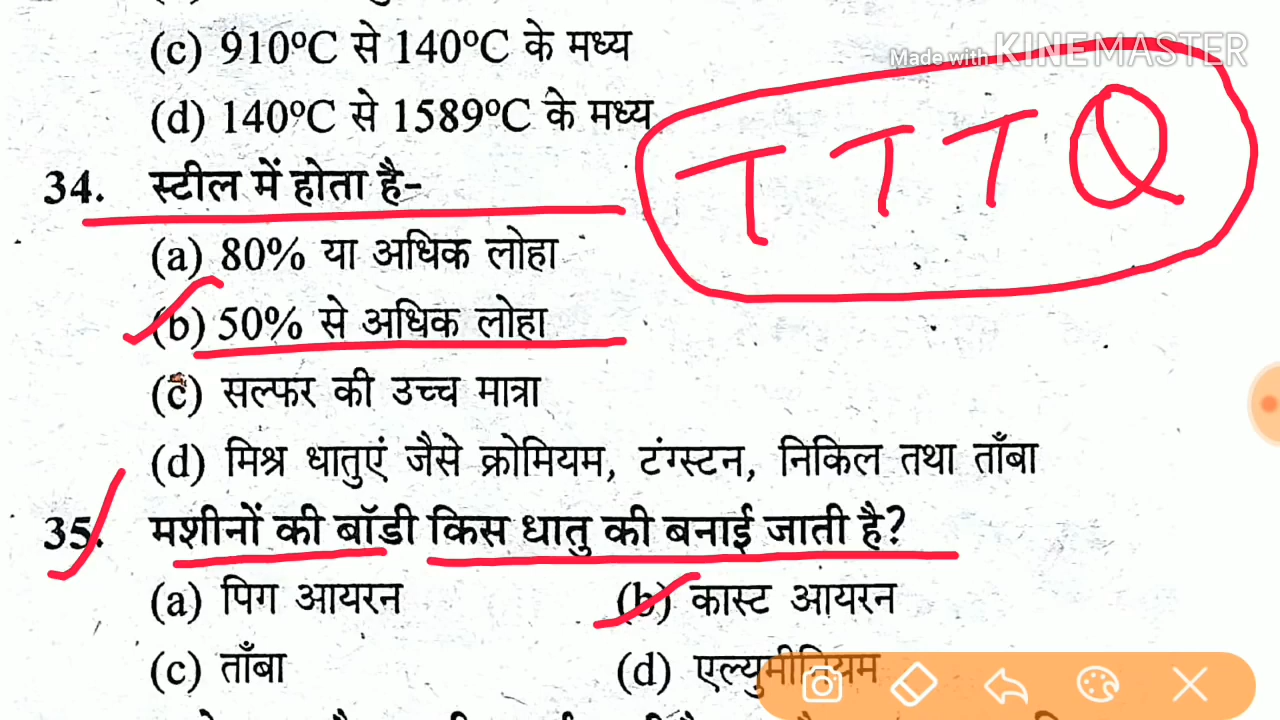 (c) 910°C से 140°C के मध्य
Made with KINEMASTER
(d) 140°C से 1589°C के मध्य
TTTQ
34. स्टील में होता है-
(a) 80% या अधिक लोहा
(b) 50% से अधिक लोहा
(c) सल्फर की उच्च मात्रा
(d) मिश्र धातुएं जैसे क्रोमियम, टंग्स्टन, निकिल तथा ताँबा
35. मशीनों की बॉडी किस धातु की बनाई जाती है?
(a) पिग आयरन (b) कास्ट आयरन
(c) ताँबा (d) एल्युमीनियम